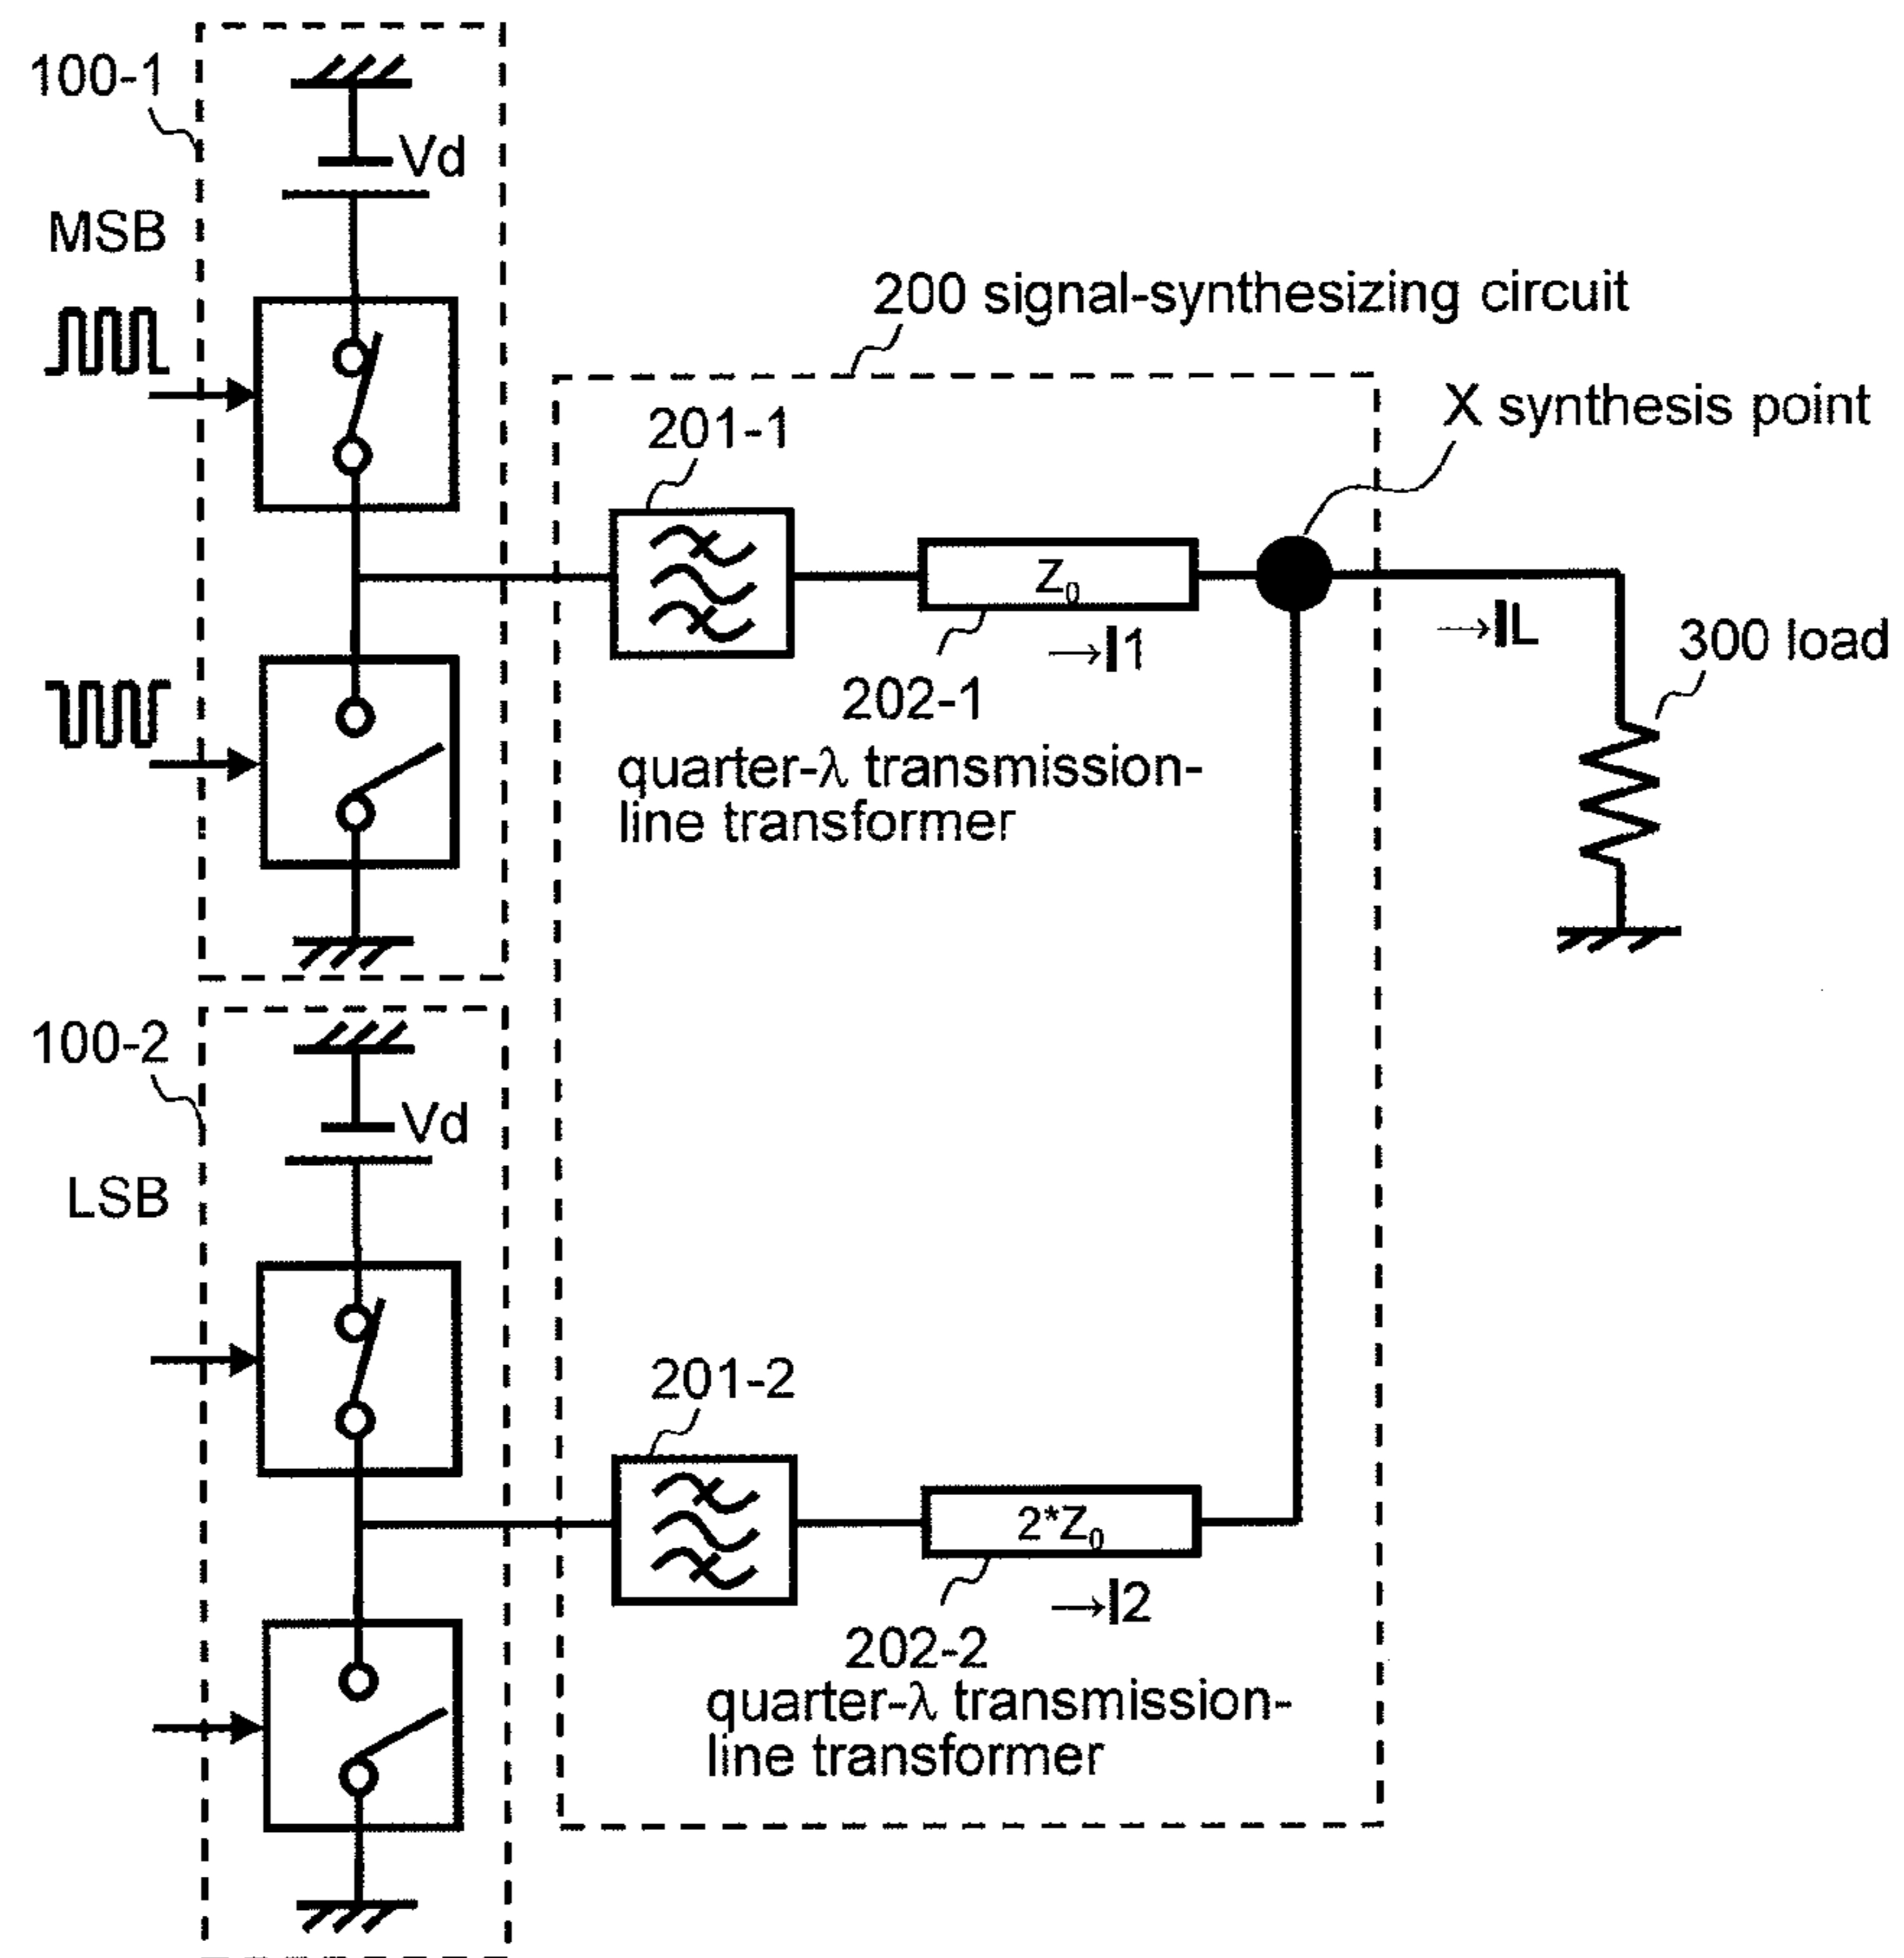 100-1
Vd
MSB
200 signal-synthesizing circuit
X synthesis point
201-1
Z₀
→IL
→I1
300 load
202-1
quarter-λ transmission-
line transformer
100-2
Vd
LSB
201-2
2*Z₀
→I2
202-2
quarter-λ transmission-
line transformer